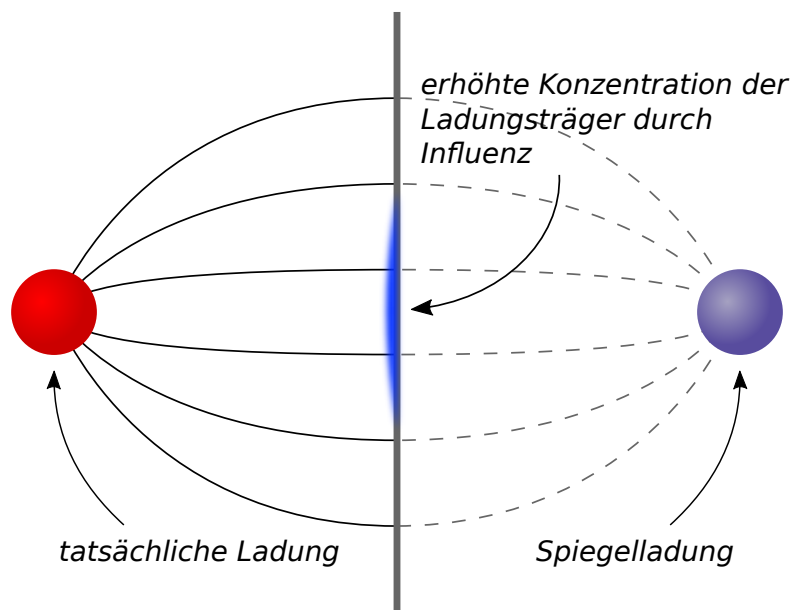 erhöhte Konzentration der
Ladungsträger durch
Influenz
tatsächliche Ladung
Spiegelladung